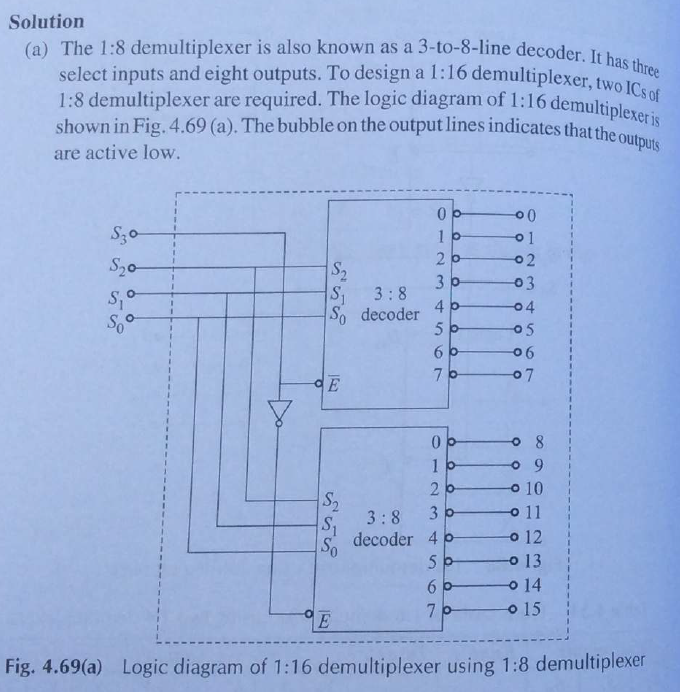 Solution
(a) The 1:8 demultiplexer is also known as a 3-to-8-line decoder. It has three
select inputs and eight outputs. To design a 1:16 demultiplexer, two ICs of
1:8 demultiplexer are required. The logic diagram of 1:16 demultiplexer is
shown in Fig. 4.69 (a). The bubble on the output lines indicates that the outputs
are active low.
S3
S2
S1
S0
S2
S1
S0
3 : 8
decoder
E̅
0
1
2
3
4
5
6
7
0
1
2
3
4
5
6
7
S2
S1
S0
3 : 8
decoder
E̅
0
1
2
3
4
5
6
7
8
9
10
11
12
13
14
15
Fig. 4.69(a) Logic diagram of 1:16 demultiplexer using 1:8 demultiplexer